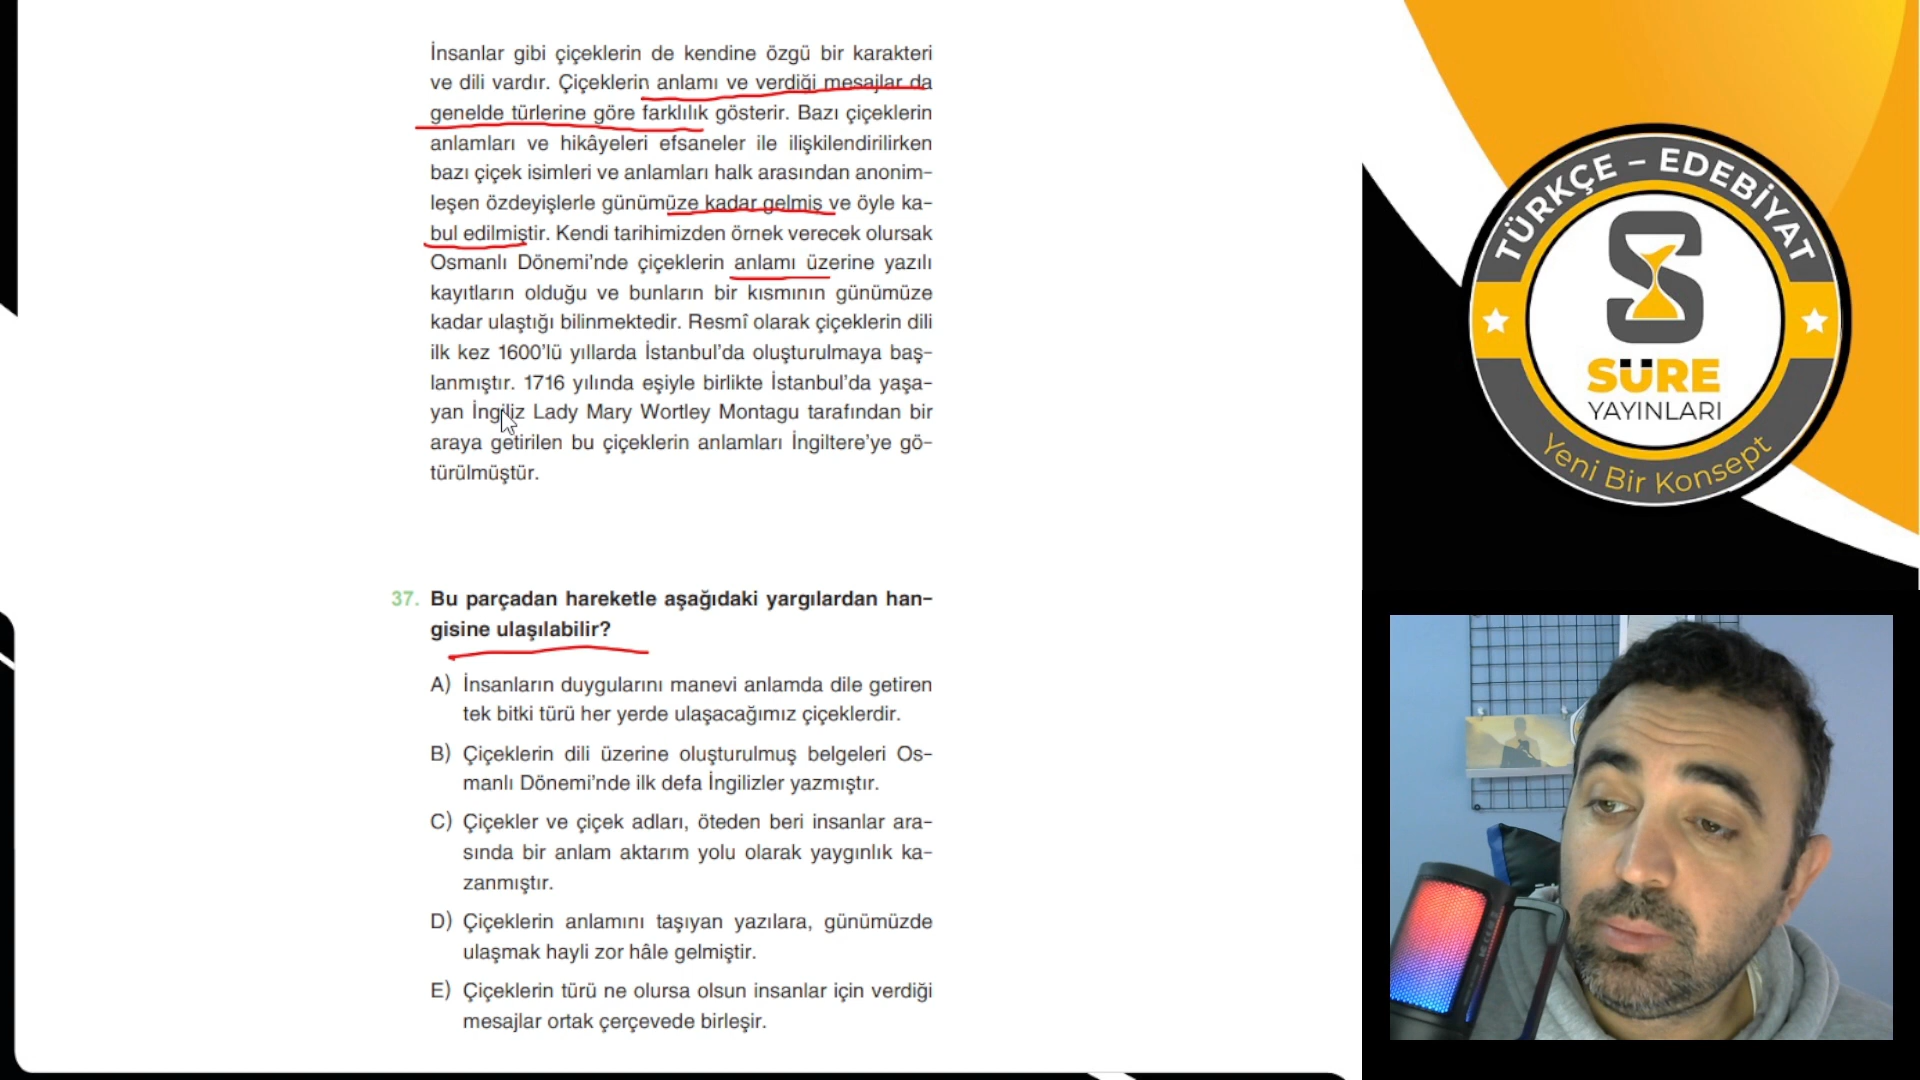 İnsanlar gibi çiçeklerin de kendine özgü bir karakteri
ve dili vardır. Çiçeklerin anlamı ve verdiği mesajlar da
genelde türlerine göre farklılık gösterir. Bazı çiçeklerin
anlamları ve hikâyeleri efsaneler ile ilişkilendirilirken
bazı çiçek isimleri ve anlamları halk arasından anonim-
leşen özdeyişlerle günümüze kadar gelmiş ve öyle ka-
bul edilmiştir. Kendi tarihimizden örnek verecek olursak
Osmanlı Dönemi'nde çiçeklerin anlamı üzerine yazılı
kayıtların olduğu ve bunların bir kısmının günümüze
kadar ulaştığı bilinmektedir. Resmî olarak çiçeklerin dili
ilk kez 1600'lü yıllarda İstanbul'da oluşturulmaya baş-
lanmıştır. 1716 yılında eşiyle birlikte İstanbul'da yaşa-
yan İngiliz Lady Mary Wortley Montagu tarafından bir
araya getirilen bu çiçeklerin anlamları İngiltere'ye gö-
türülmüştür.
37. Bu parçadan hareketle aşağıdaki yargılardan han-
gisine ulaşılabilir?
A) İnsanların duygularını manevi anlamda dile getiren
tek bitki türü her yerde ulaşacağımız çiçeklerdir.
B) Çiçeklerin dili üzerine oluşturulmuş belgeleri Os-
manlı Dönemi'nde ilk defa İngilizler yazmıştır.
C) Çiçekler ve çiçek adları, öteden beri insanlar ara-
sında bir anlam aktarım yolu olarak yaygınlık ka-
zanmıştır.
D) Çiçeklerin anlamını taşıyan yazılara, günümüzde
ulaşmak hayli zor hâle gelmiştir.
E) Çiçeklerin türü ne olursa olsun insanlar için verdiği
mesajlar ortak çerçevede birleşir.
TÜRKÇE – EDEBİYAT
SÜRE
YAYINLARI
Yeni Bir Konsept